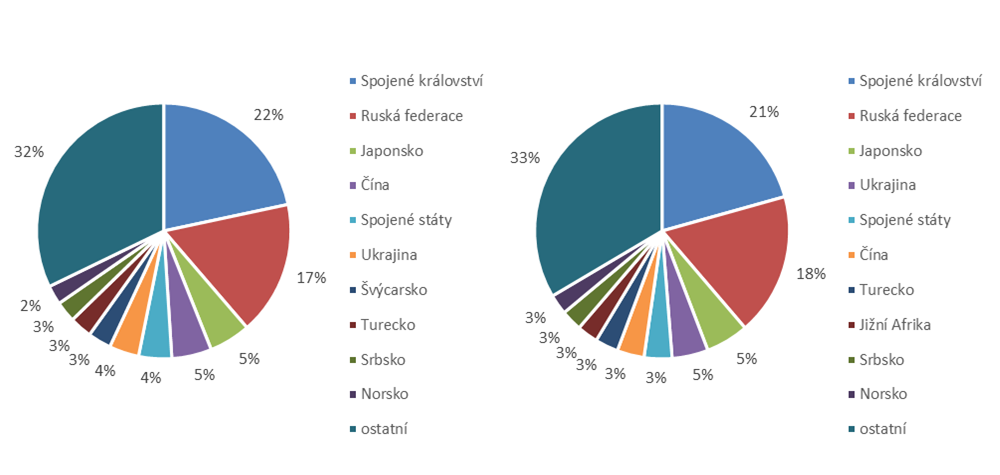 22%
17%
5%
5%
4%
4%
3%
3%
3%
2%
32%
Spojené království
Ruská federace
Japonsko
Čína
Spojené státy
Ukrajina
Švýcarsko
Turecko
Srbsko
Norsko
ostatní
21%
18%
5%
5%
3%
3%
3%
3%
3%
3%
33%
Spojené království
Ruská federace
Japonsko
Ukrajina
Spojené státy
Čína
Turecko
Jižní Afrika
Srbsko
Norsko
ostatní